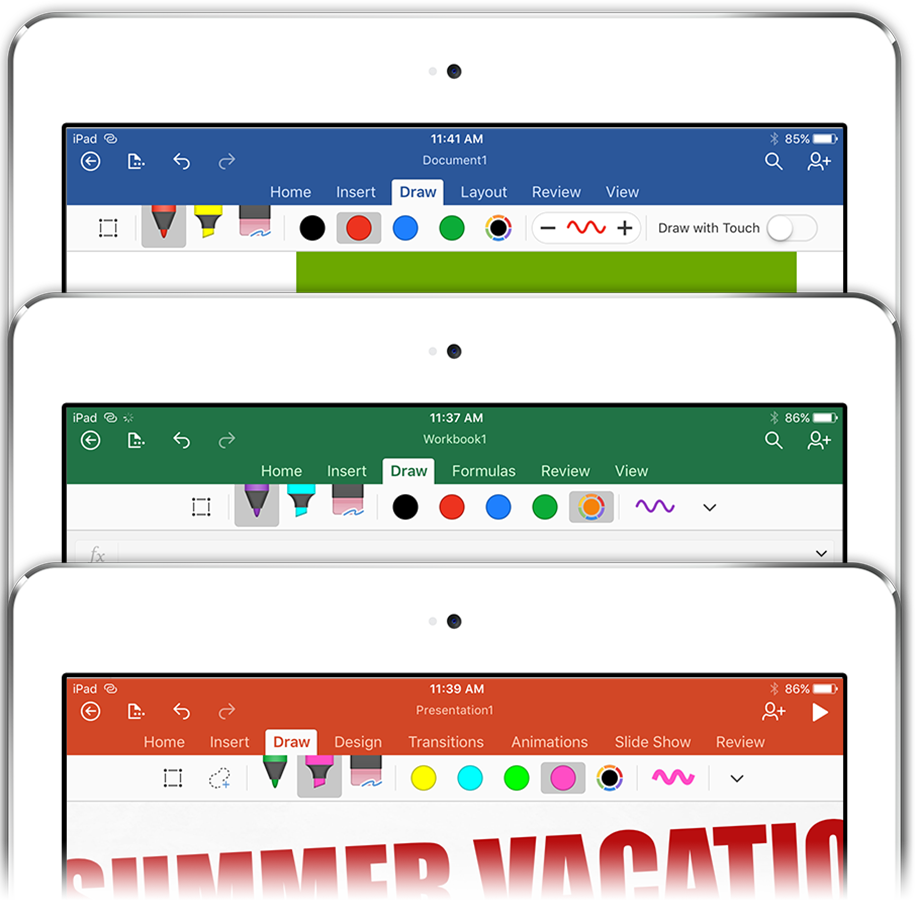 iPad 11:41 AM 85%
Document1
Home Insert Draw Layout Review View
Draw with Touch
iPad 11:37 AM 86%
Workbook1
Home Insert Draw Formulas Review View
fx
iPad 11:39 AM 86%
Presentation1
Home Insert Draw Design Transitions Animations Slide Show Review
SUMMER VACATIO